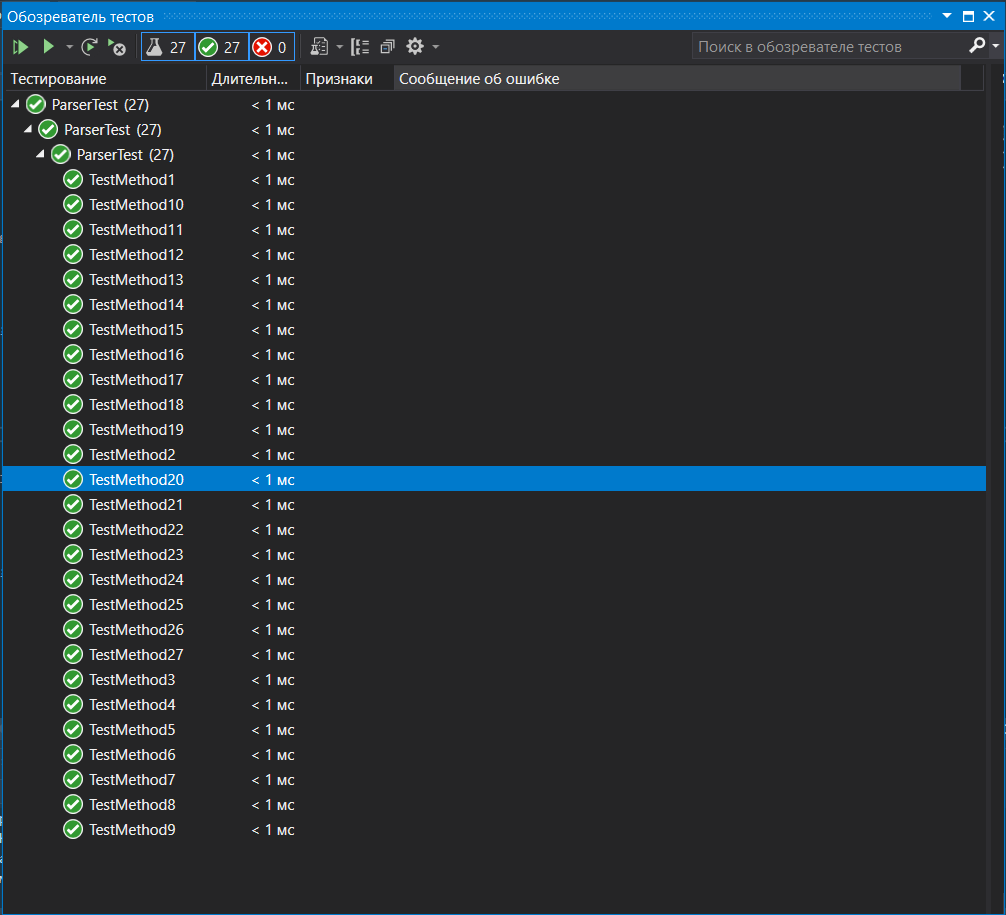 Обозреватель тестов
27 27 0 Поиск в обозревателе тестов
Тестирование Длительн... Признаки Сообщение об ошибке
ParserTest (27) < 1 мс
ParserTest (27) < 1 мс
ParserTest (27) < 1 мс
TestMethod1 < 1 мс
TestMethod10 < 1 мс
TestMethod11 < 1 мс
TestMethod12 < 1 мс
TestMethod13 < 1 мс
TestMethod14 < 1 мс
TestMethod15 < 1 мс
TestMethod16 < 1 мс
TestMethod17 < 1 мс
TestMethod18 < 1 мс
TestMethod19 < 1 мс
TestMethod2 < 1 мс
TestMethod20 < 1 мс
TestMethod21 < 1 мс
TestMethod22 < 1 мс
TestMethod23 < 1 мс
TestMethod24 < 1 мс
TestMethod25 < 1 мс
TestMethod26 < 1 мс
TestMethod27 < 1 мс
TestMethod3 < 1 мс
TestMethod4 < 1 мс
TestMethod5 < 1 мс
TestMethod6 < 1 мс
TestMethod7 < 1 мс
TestMethod8 < 1 мс
TestMethod9 < 1 мс